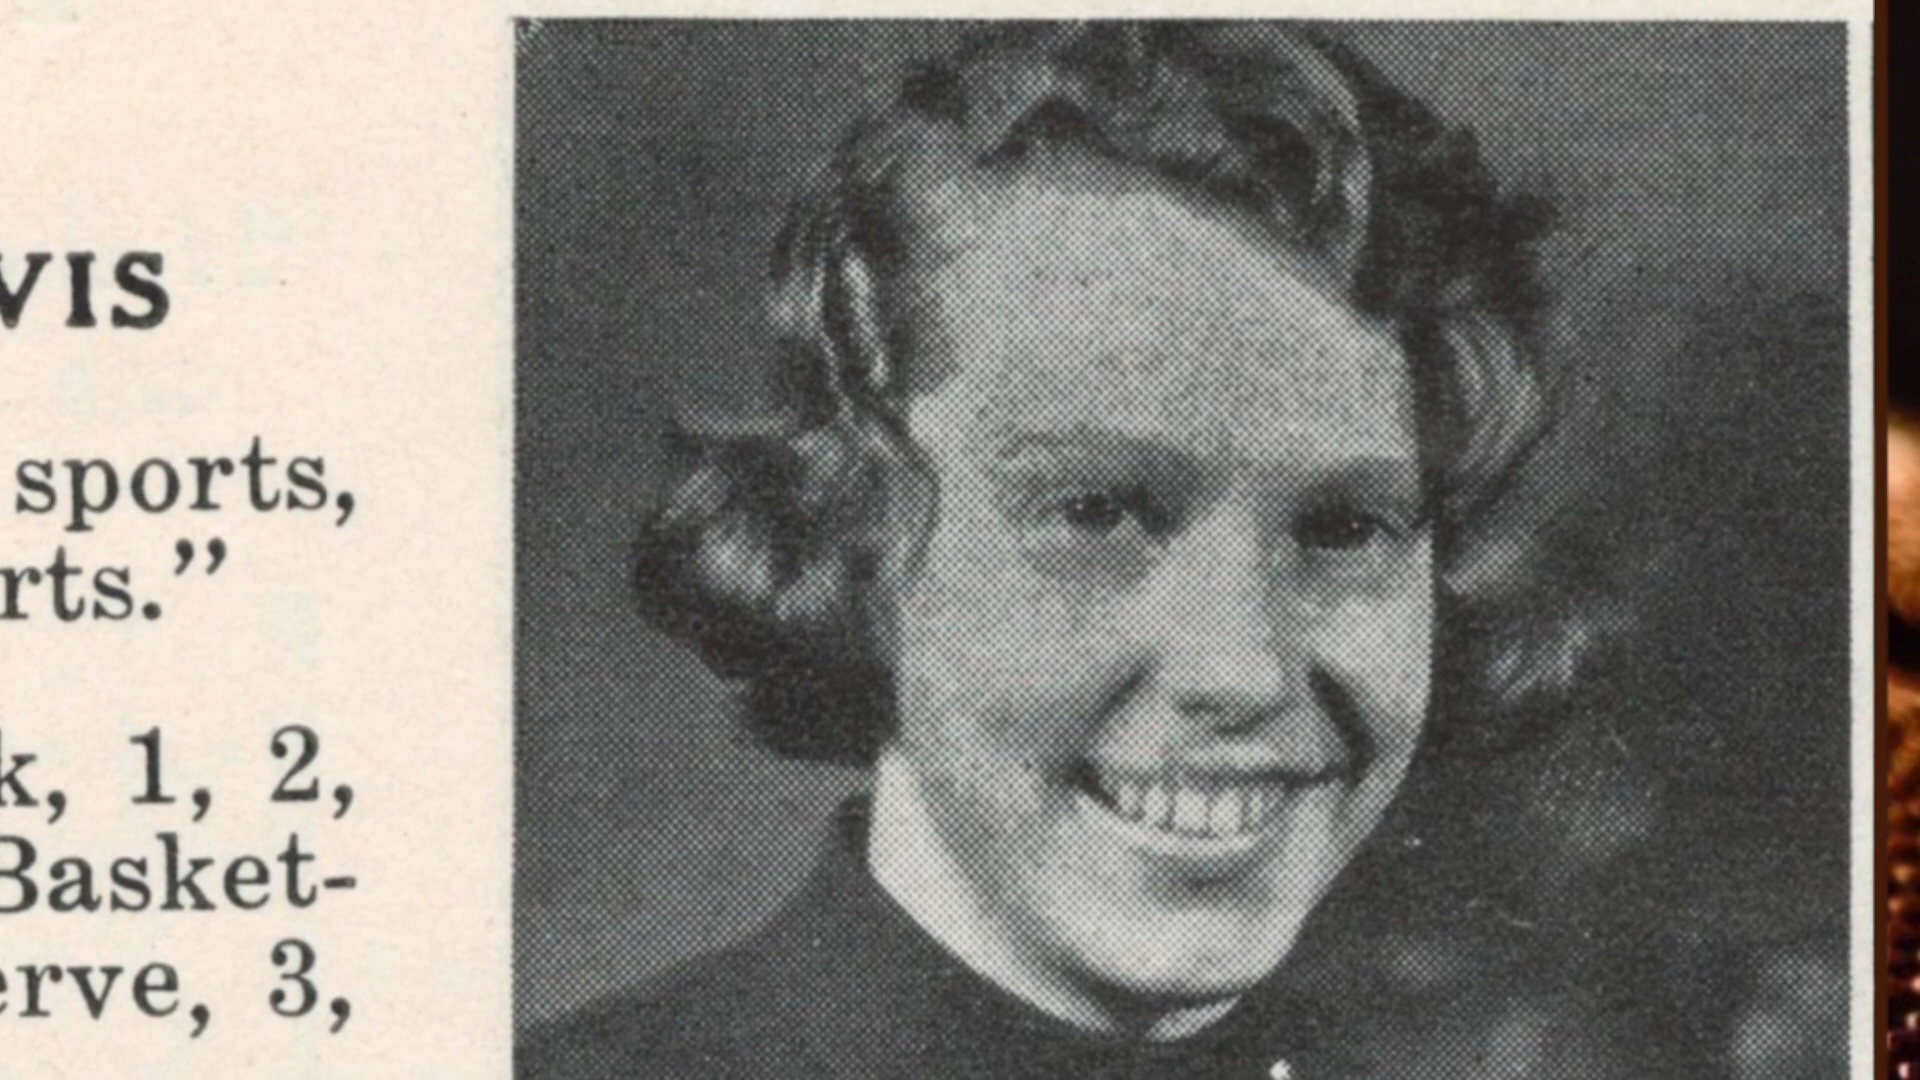 VIS
sports,
rts.”
k, 1, 2,
Basket-
erve, 3,